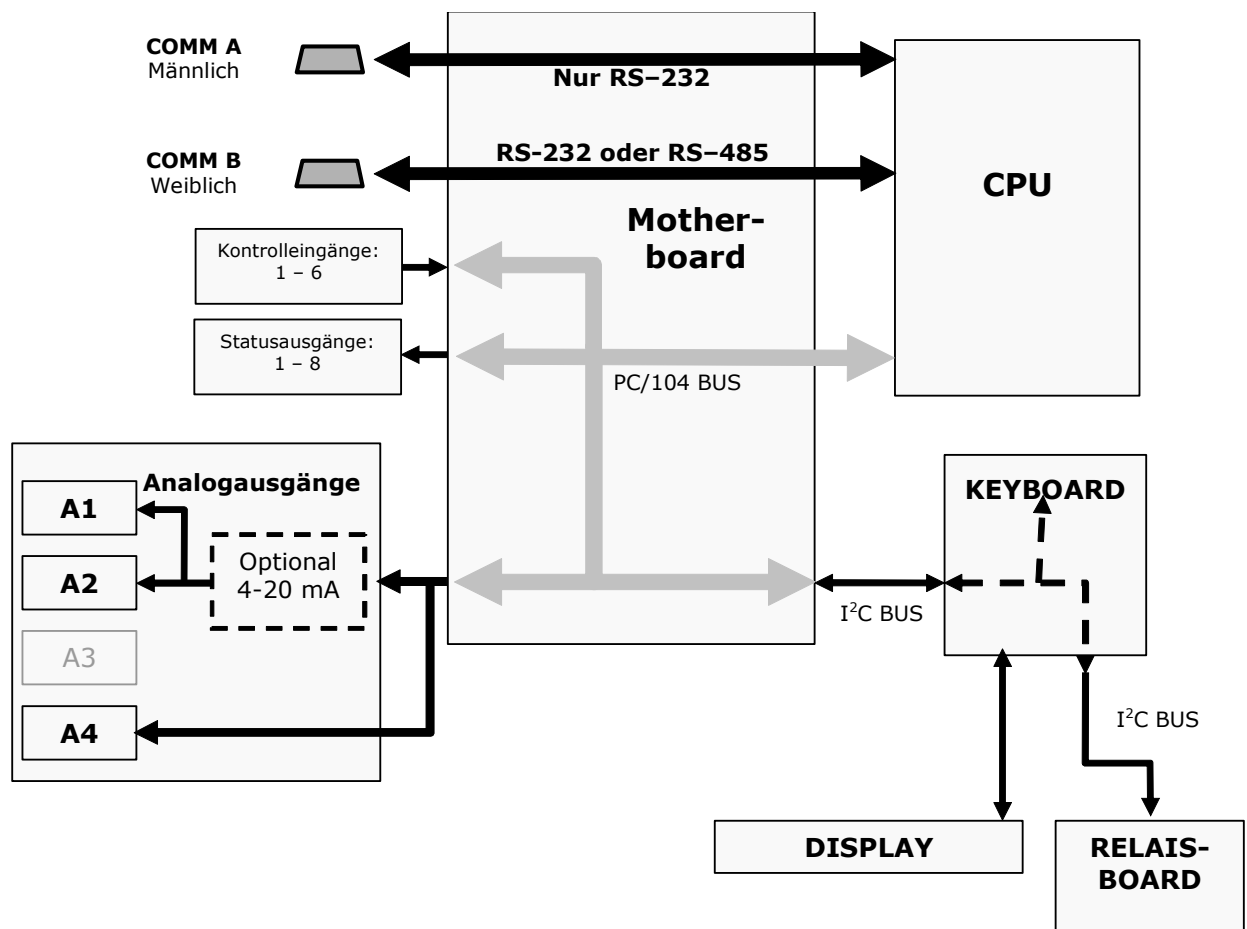 COMM A
Männlich
Nur RS–232
COMM B
Weiblich
RS-232 oder RS–485
CPU
Mother-
board
Kontrolleingänge:
1 – 6
Statusausgänge:
1 – 8
PC/104 BUS
Analogausgänge
A1
A2
A3
A4
Optional
4-20 mA
I²C BUS
KEYBOARD
I²C BUS
DISPLAY
RELAIS-
BOARD